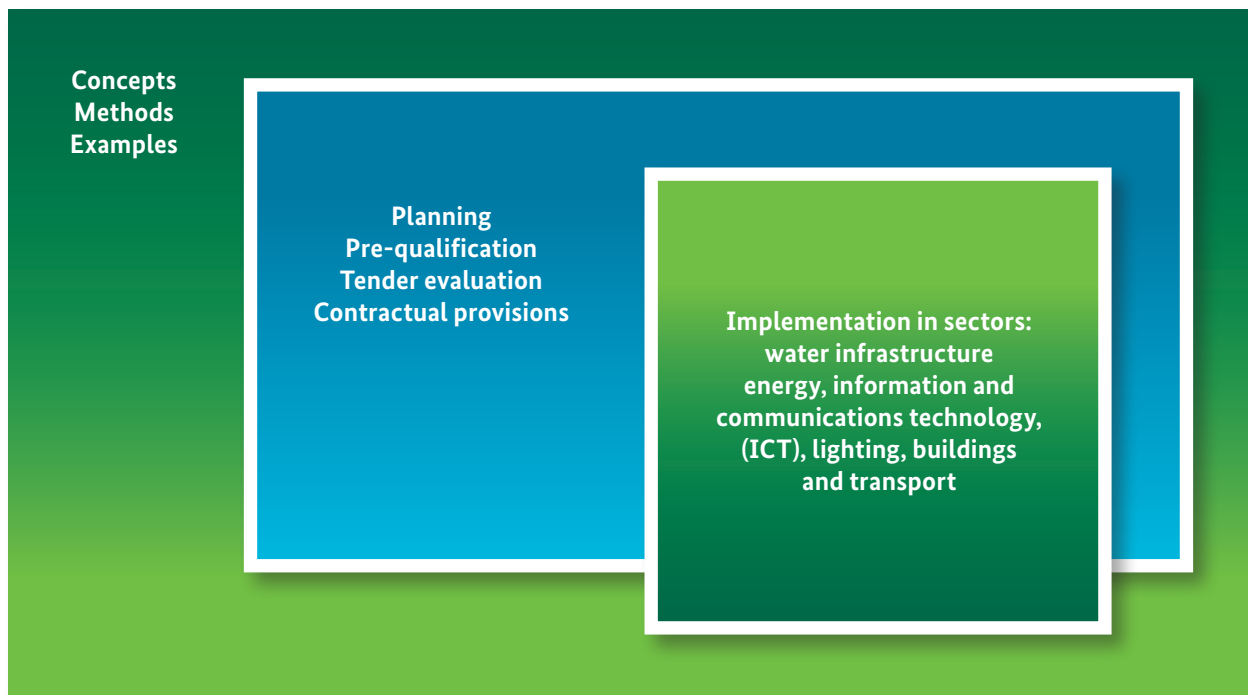 Concepts
Methods
Examples
Planning
Pre-qualification
Tender evaluation
Contractual provisions
Implementation in sectors:
water infrastructure
energy, information and
communications technology,
(ICT), lighting, buildings
and transport